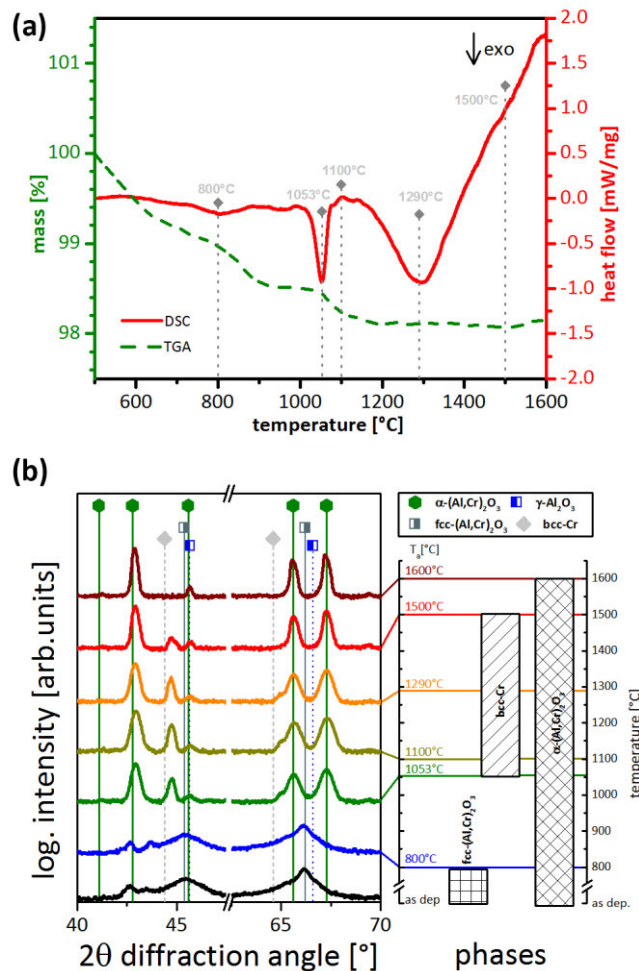 (a)
exo
1500°C
1100°C
800°C
1053°C
1290°C
DSC
TGA
mass [%]
101
100
99
98
heat flow [mW/mg]
2.0
1.5
1.0
0.5
0.0
-0.5
-1.0
-1.5
-2.0
600 800 1000 1200 1400 1600
temperature [°C]
(b)
α-(Al,Cr)₂O₃ γ-Al₂O₃
fcc-(Al,Cr)₂O₃ bcc-Cr
Tₐ[°C]
1600°C
1500°C
1290°C
1100°C
1053°C
800°C
as dep
bcc-Cr
α-(Al,Cr)₂O₃
fcc-(Al,Cr)₂O₃
1600
1500
1400
1300
1200
1100
1000
900
800
as dep.
temperature [°C]
log. intensity [arb.units]
40 45 65 70
2θ diffraction angle [°]
phases